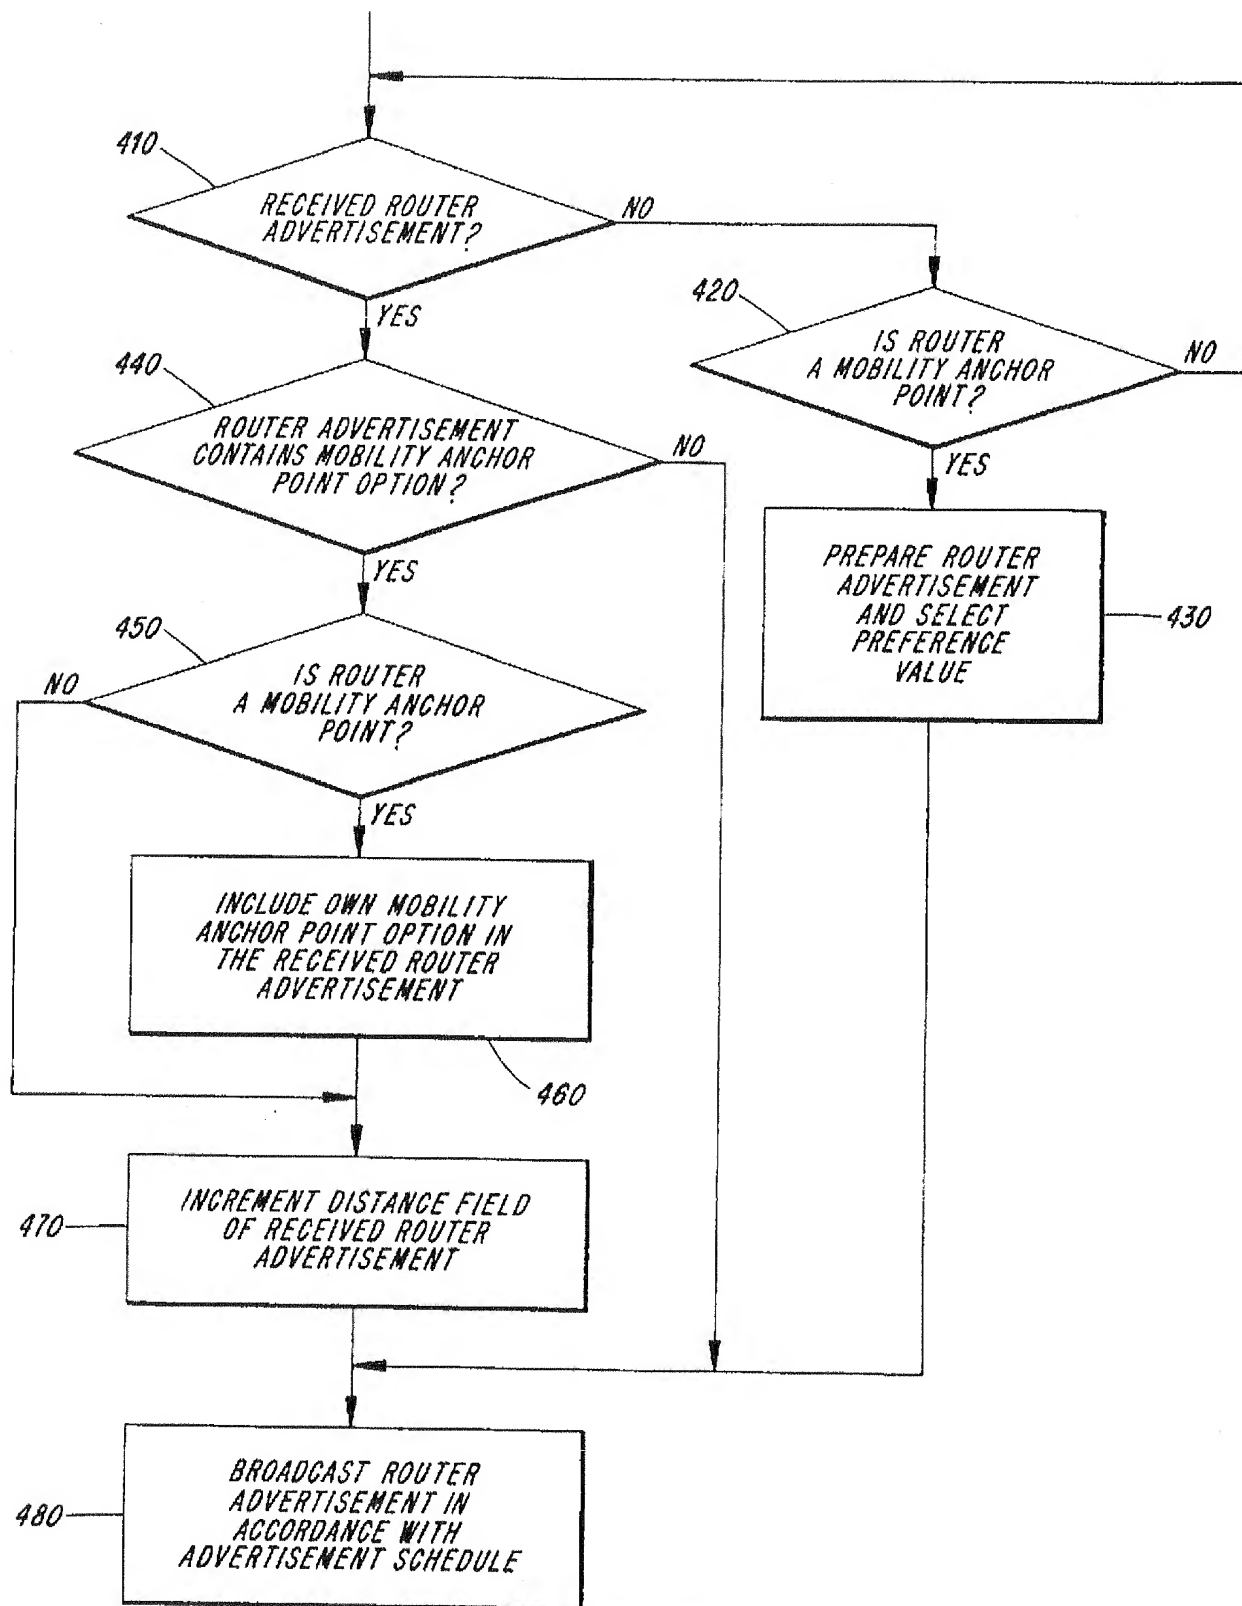 410
RECEIVED ROUTER
ADVERTISEMENT?
NO
YES
420
IS ROUTER
A MOBILITY ANCHOR
POINT?
NO
YES
440
ROUTER ADVERTISEMENT
CONTAINS MOBILITY ANCHOR
POINT OPTION?
NO
YES
PREPARE ROUTER
ADVERTISEMENT
AND SELECT
PREFERENCE
VALUE
430
450
IS ROUTER
A MOBILITY ANCHOR
POINT?
NO
YES
INCLUDE OWN MOBILITY
ANCHOR POINT OPTION IN
THE RECEIVED ROUTER
ADVERTISEMENT
460
INCREMENT DISTANCE FIELD
OF RECEIVED ROUTER
ADVERTISEMENT
470
BROADCAST ROUTER
ADVERTISEMENT IN
ACCORDANCE WITH
ADVERTISEMENT SCHEDULE
480